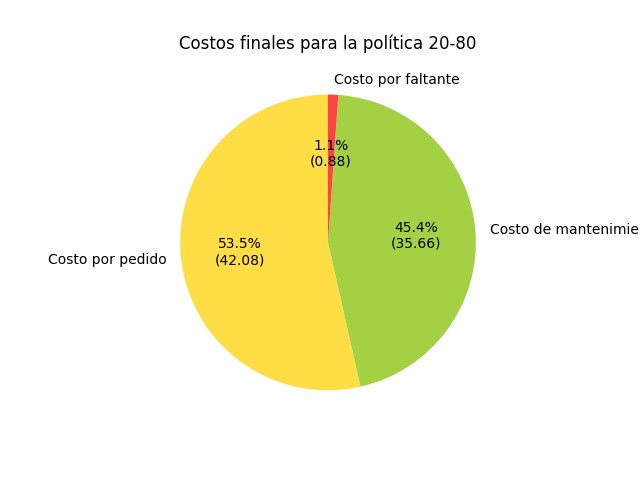 Costos finales para la política 20-80
Costo por faltante
1.1%
(0.88)
45.4%
(35.66)
Costo de mantenimie
53.5%
(42.08)
Costo por pedido